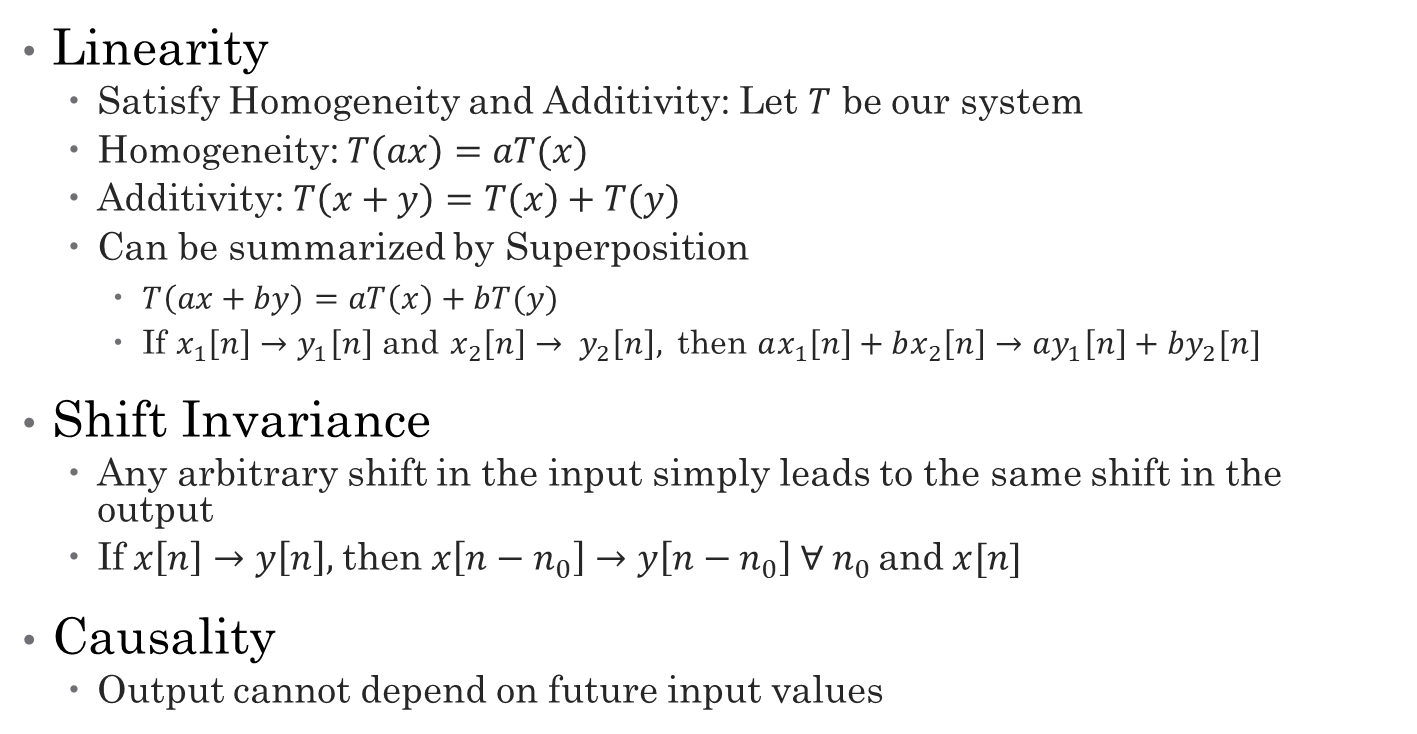 • Linearity
• Satisfy Homogeneity and Additivity: Let T be our system
• Homogeneity: T(ax) = aT(x)
• Additivity: T(x + y) = T(x) + T(y)
• Can be summarized by Superposition
• T(ax + by) = aT(x) + bT(y)
• If x₁[n] → y₁[n] and x₂[n] → y₂[n], then ax₁[n] + bx₂[n] → ay₁[n] + by₂[n]
• Shift Invariance
• Any arbitrary shift in the input simply leads to the same shift in the
output
• If x[n] → y[n], then x[n − n₀] → y[n − n₀] ∀ n₀ and x[n]
• Causality
• Output cannot depend on future input values